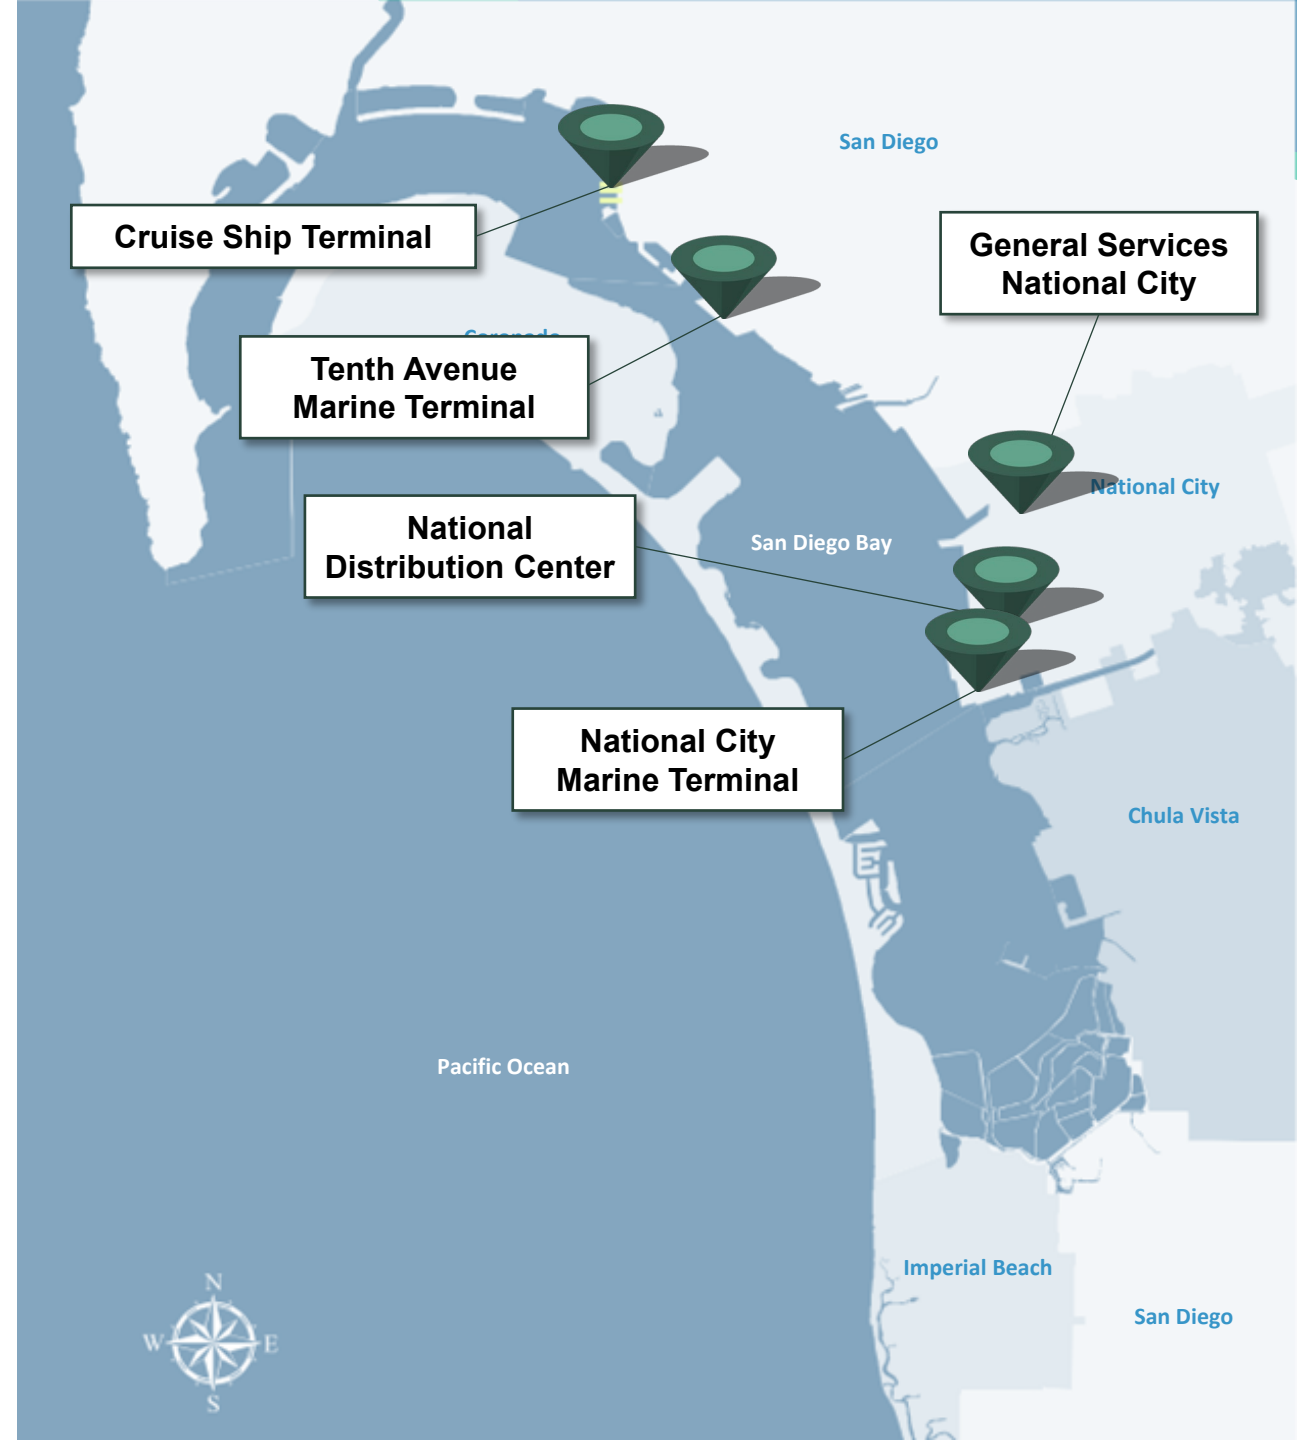 San Diego
Cruise Ship Terminal
General Services
National City
Coronado
Tenth Avenue
Marine Terminal
National City
National
Distribution Center
San Diego Bay
National City
Marine Terminal
Chula Vista
Pacific Ocean
Imperial Beach
San Diego
N
W
E
S